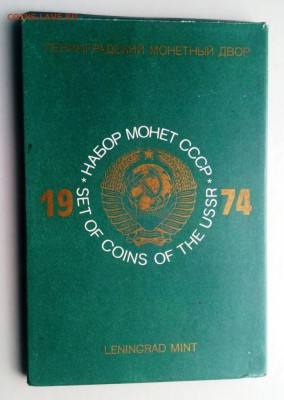 ЛЕНИНГРАДСКИЙ МОНЕТНЫЙ ДВОР
* НАБОР МОНЕТ СССР *
19 74
SET OF COINS OF THE USSR
LENINGRAD MINT